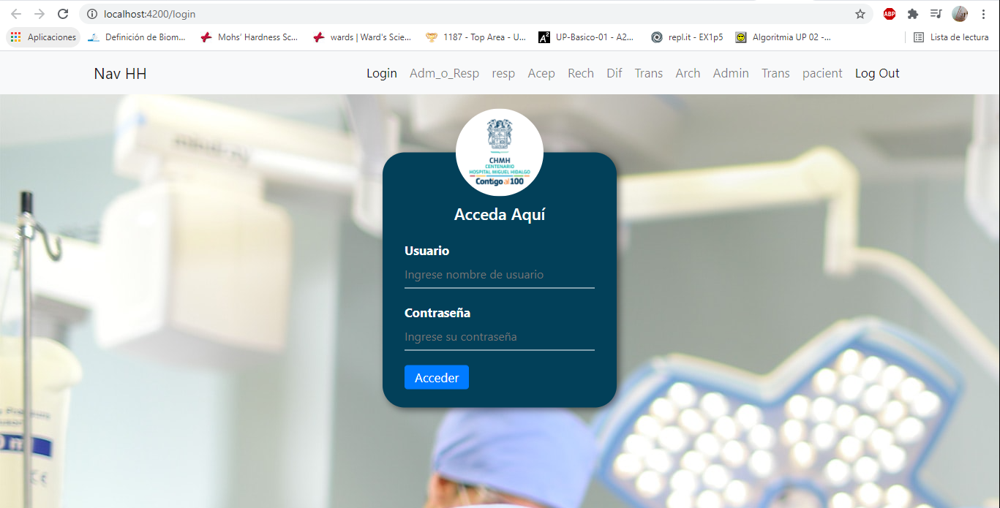 localhost:4200/login
ABP
Aplicaciones
Definición de Biom...
Mohs' Hardness Sc...
wards | Ward's Scie...
1187 - Top Area - U...
A2
UP-Basico-01 - A2...
repl.it - EX1p5
Algoritmia UP 02 -...
Lista de lectura
Nav HH
Login
Adm_o_Resp
resp
Acep
Rech
Dif
Trans
Arch
Admin
Trans
pacient
Log Out
CHMH
CENTENARIO
HOSPITAL MIGUEL HIDALGO
Contigo al 100
Acceda Aquí
Usuario
Ingrese nombre de usuario
Contraseña
Ingrese su contraseña
Acceder